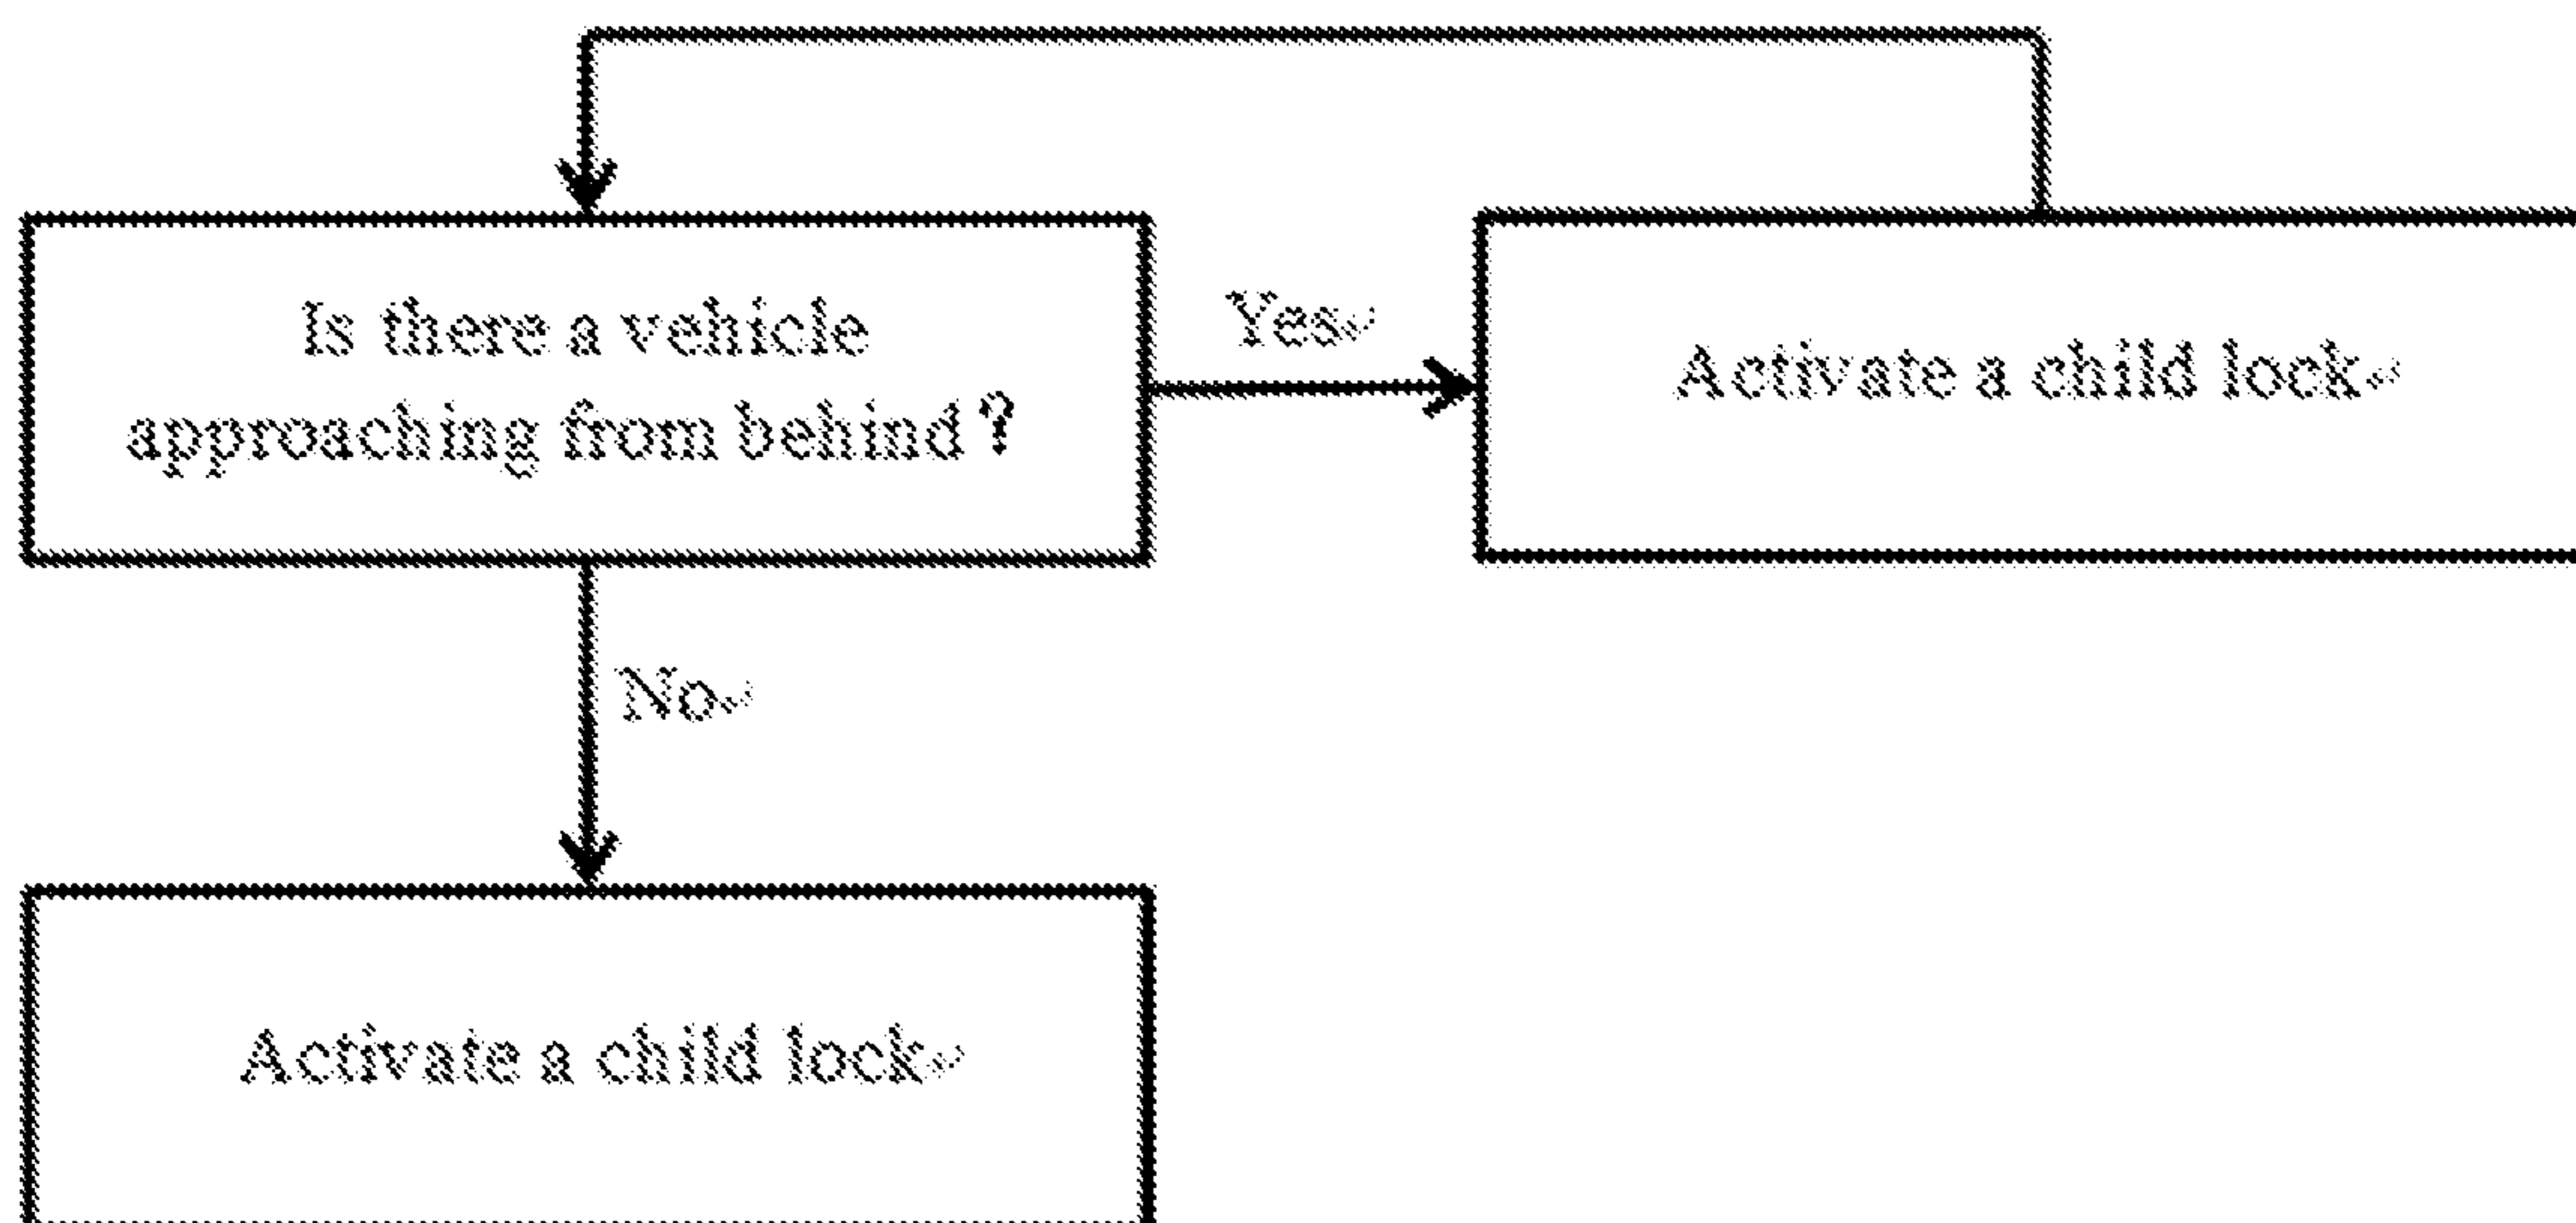 Is there a vehicle
approaching from behind?
Yes
Activate a child lock
No
Activate a child lock